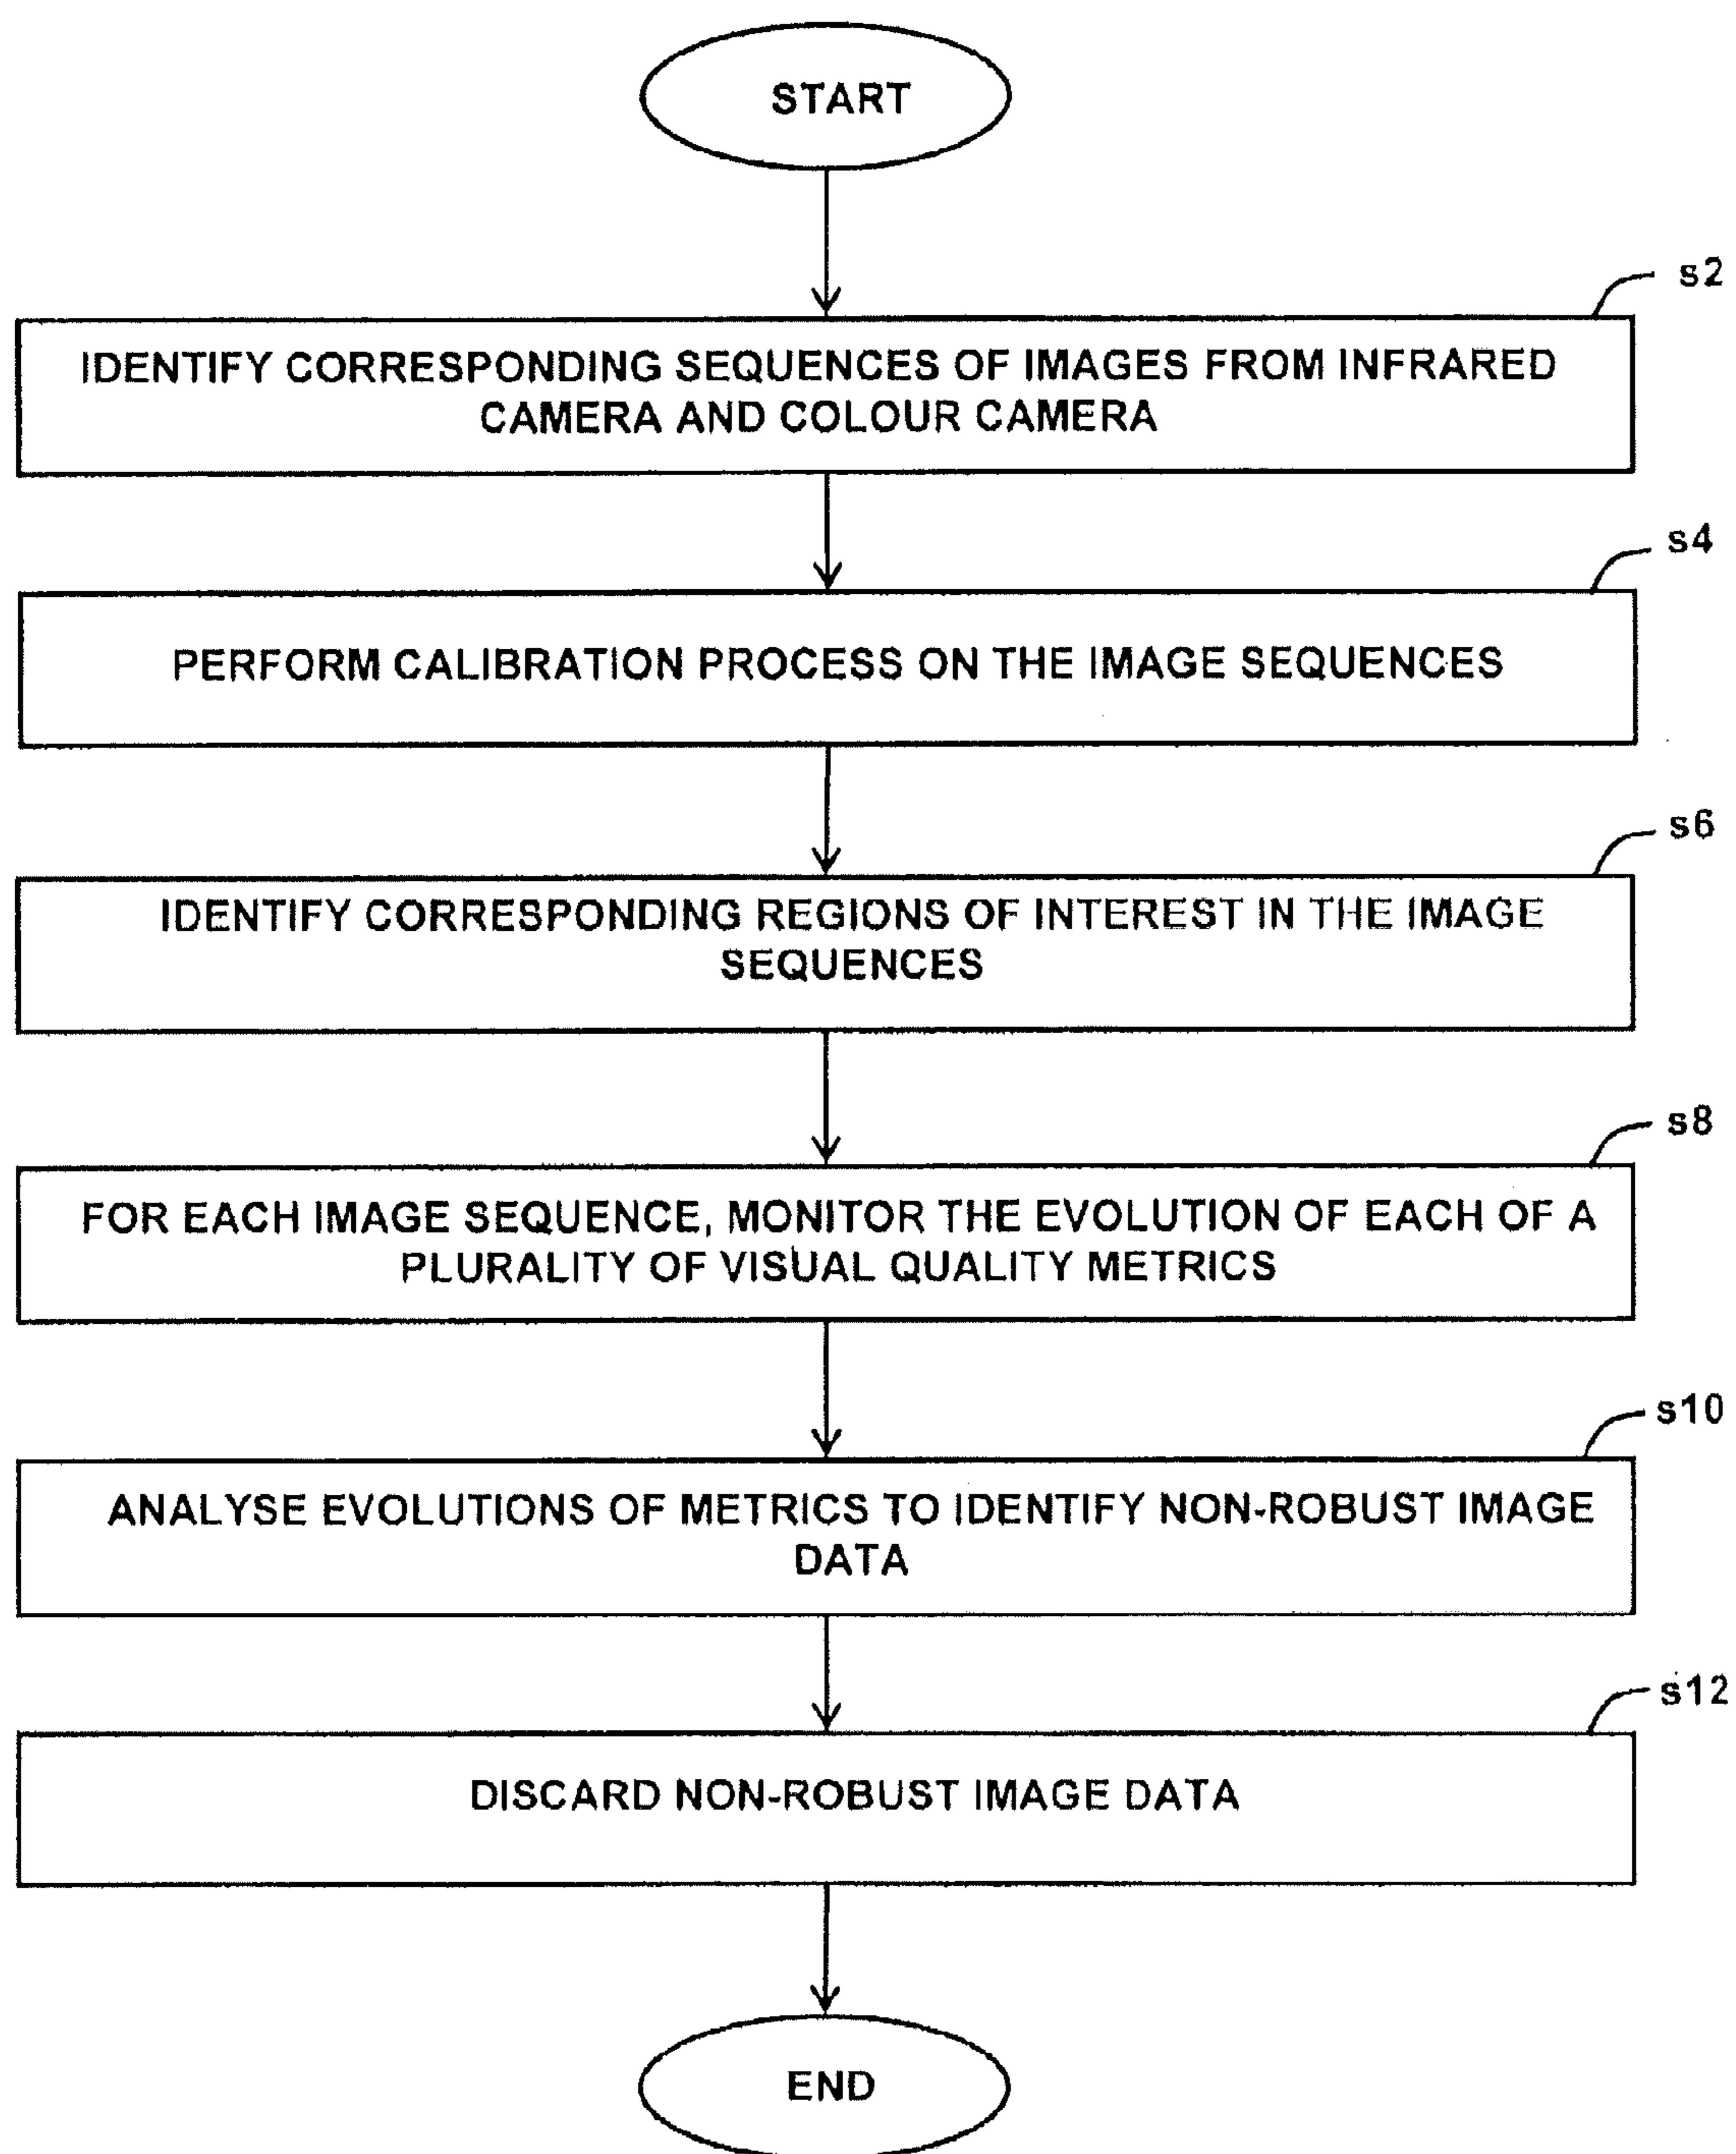 START
s2
IDENTIFY CORRESPONDING SEQUENCES OF IMAGES FROM INFRARED
CAMERA AND COLOUR CAMERA
s4
PERFORM CALIBRATION PROCESS ON THE IMAGE SEQUENCES
s6
IDENTIFY CORRESPONDING REGIONS OF INTEREST IN THE IMAGE
SEQUENCES
s8
FOR EACH IMAGE SEQUENCE, MONITOR THE EVOLUTION OF EACH OF A
PLURALITY OF VISUAL QUALITY METRICS
s10
ANALYSE EVOLUTIONS OF METRICS TO IDENTIFY NON-ROBUST IMAGE
DATA
s12
DISCARD NON-ROBUST IMAGE DATA
END